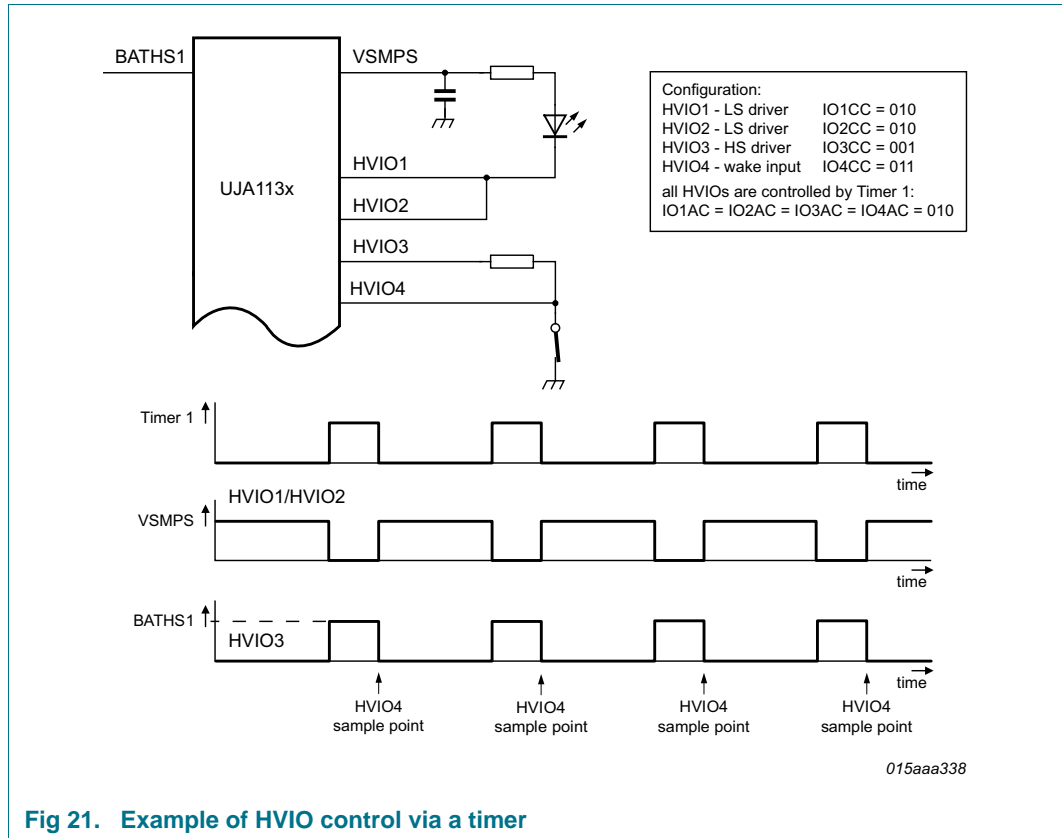 BATHS1
VSMPS
HVIO1
UJA113x
HVIO2
HVIO3
HVIO4
Configuration:
HVIO1 - LS driver IO1CC = 010
HVIO2 - LS driver IO2CC = 010
HVIO3 - HS driver IO3CC = 001
HVIO4 - wake input IO4CC = 011
all HVIOs are controlled by Timer 1:
IO1AC = IO2AC = IO3AC = IO4AC = 010
Timer 1
time
HVIO1/HVIO2
VSMPS
time
BATHS1
HVIO3
time
HVIO4
sample point
HVIO4
sample point
HVIO4
sample point
HVIO4
sample point
015aaa338
Fig 21. Example of HVIO control via a timer